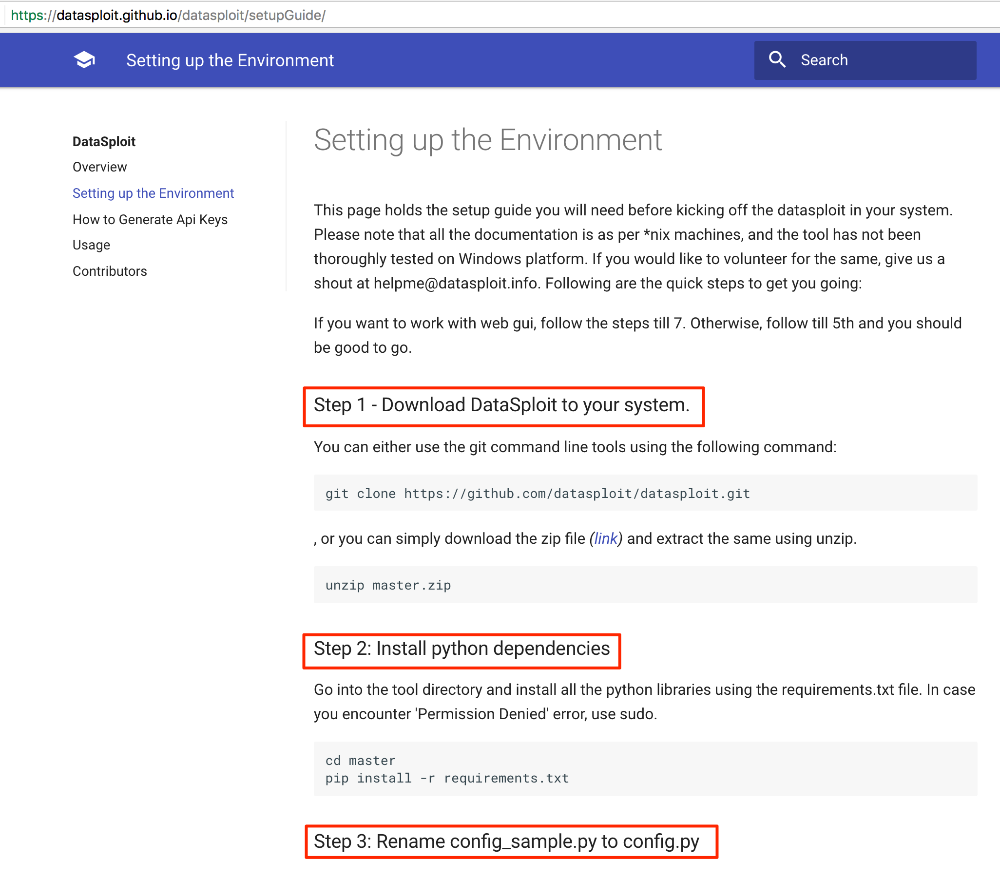 https://datasploit.github.io/datasploit/setupGuide/
Setting up the Environment
Search
DataSploit
Overview
Setting up the Environment
How to Generate Api Keys
Usage
Contributors
Setting up the Environment
This page holds the setup guide you will need before kicking off the datasploit in your system.
Please note that all the documentation is as per *nix machines, and the tool has not been
thoroughly tested on Windows platform. If you would like to volunteer for the same, give us a
shout at helpme@datasploit.info. Following are the quick steps to get you going:
If you want to work with web gui, follow the steps till 7. Otherwise, follow till 5th and you should
be good to go.
Step 1 - Download DataSploit to your system.
You can either use the git command line tools using the following command:
git clone https://github.com/datasploit/datasploit.git
, or you can simply download the zip file (link) and extract the same using unzip.
unzip master.zip
Step 2: Install python dependencies
Go into the tool directory and install all the python libraries using the requirements.txt file. In case
you encounter 'Permission Denied' error, use sudo.
cd master
pip install -r requirements.txt
Step 3: Rename config_sample.py to config.py